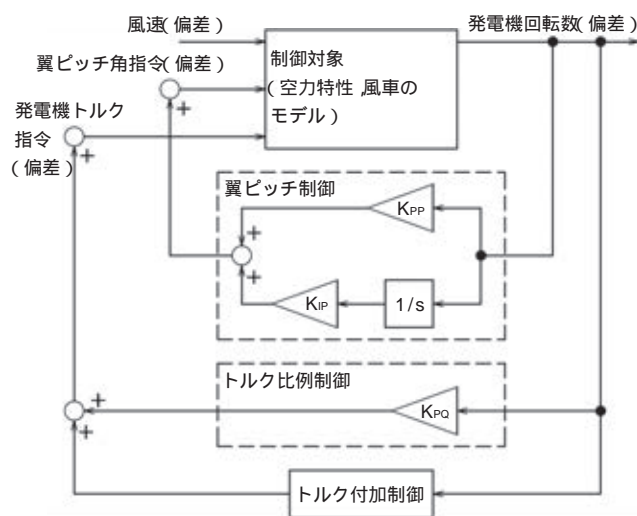 風速(偏差)
発電機回転数(偏差)
翼ピッチ角指令(偏差)
制御対象
(空力特性,風車の
モデル)
発電機トルク
指令
(偏差)
+
+
翼ピッチ制御
KPP
+
+
KIP
1/s
トルク比例制御
+
KPQ
+
トルク付加制御